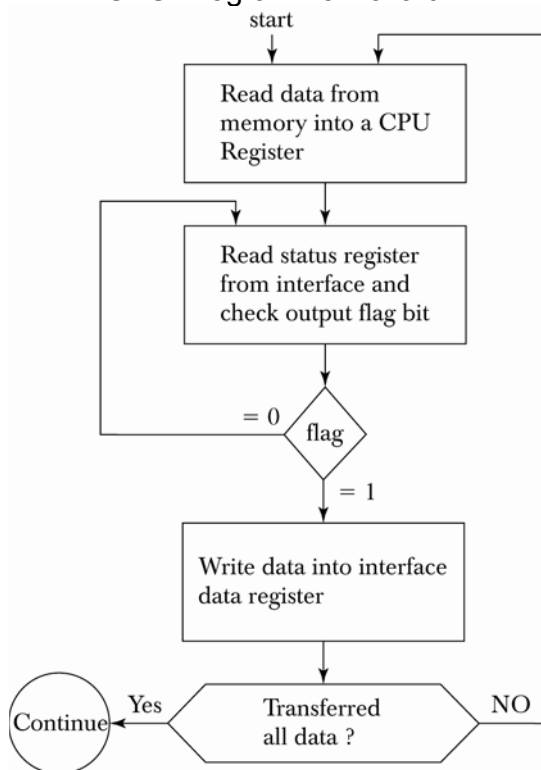 start
Read data from
memory into a CPU
Register
Read status register
from interface and
check output flag bit
= 0
flag
= 1
Write data into interface
data register
Continue
Yes
Transferred
all data ?
NO